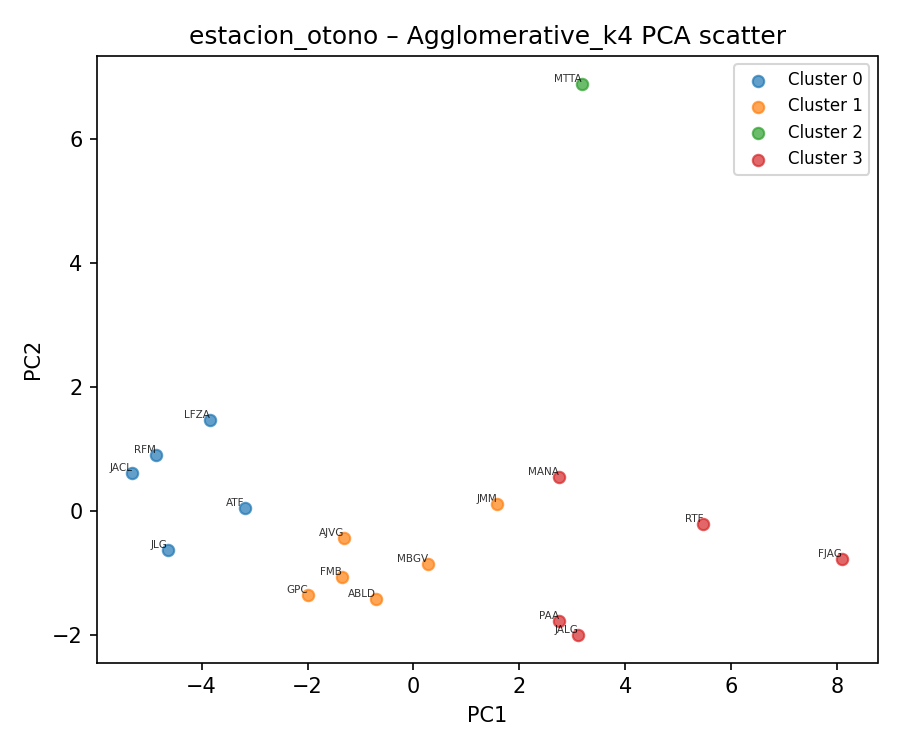 estacion_otono – Agglomerative_k4 PCA scatter
Cluster 0
Cluster 1
Cluster 2
Cluster 3
MTTA
6
4
2
0
−2
PC2
LFZA
RFM
JACL
ATF
JLG
MANA
JMM
RTF
AJVG
MBGV
FJAG
FMB
GPC
ABLD
PAA
JALG
−4
−2
0
2
4
6
8
PC1